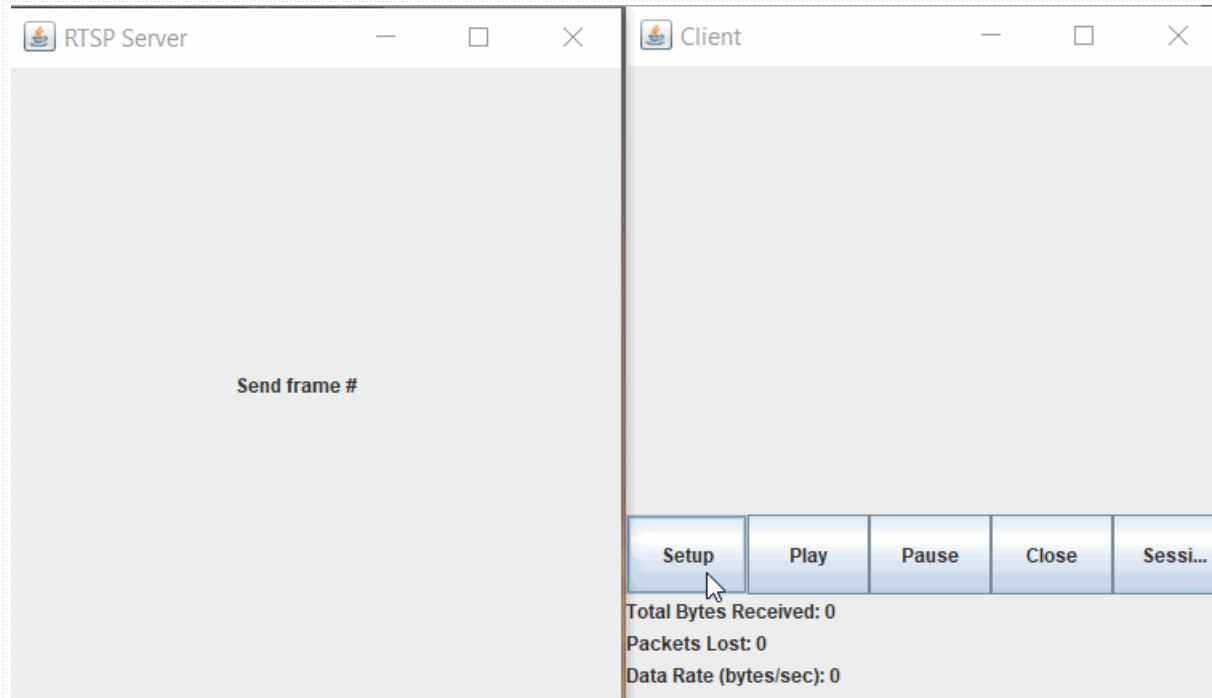 RTSP Server
Send frame #
Client
Setup Play Pause Close Sessi...
Total Bytes Received: 0
Packets Lost: 0
Data Rate (bytes/sec): 0